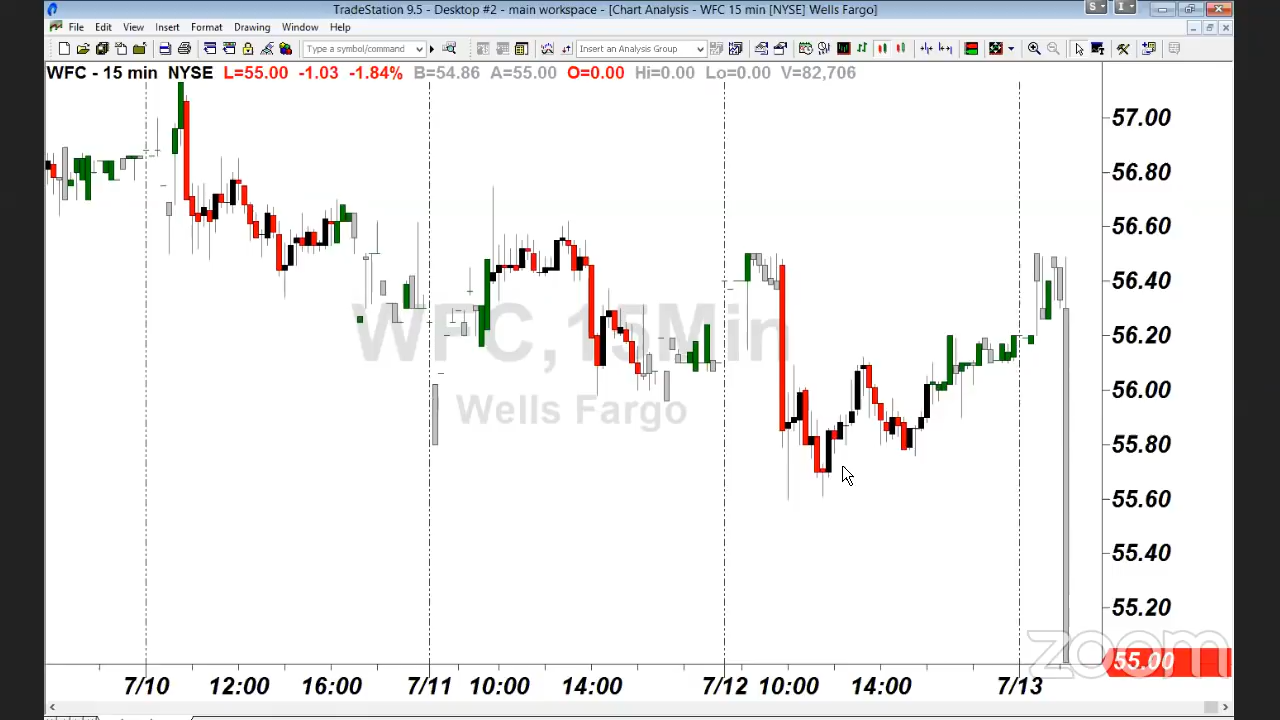 TradeStation 9.5 - Desktop #2 - main workspace - [Chart Analysis - WFC 15 min [NYSE] Wells Fargo]
S I
File Edit View Insert Format Drawing Window Help
Type a symbol/command Insert an Analysis Group
WFC - 15 min NYSE L=55.00 -1.03 -1.84% B=54.86 A=55.00 O=0.00 Hi=0.00 Lo=0.00 V=82,706
57.00
56.80
56.60
56.40
WFC,15Min
56.20
56.00
Wells Fargo
55.80
55.60
55.40
55.20
zoom
55.00
7/10 12:00 16:00 7/11 10:00 14:00 7/12 10:00 14:00 7/13